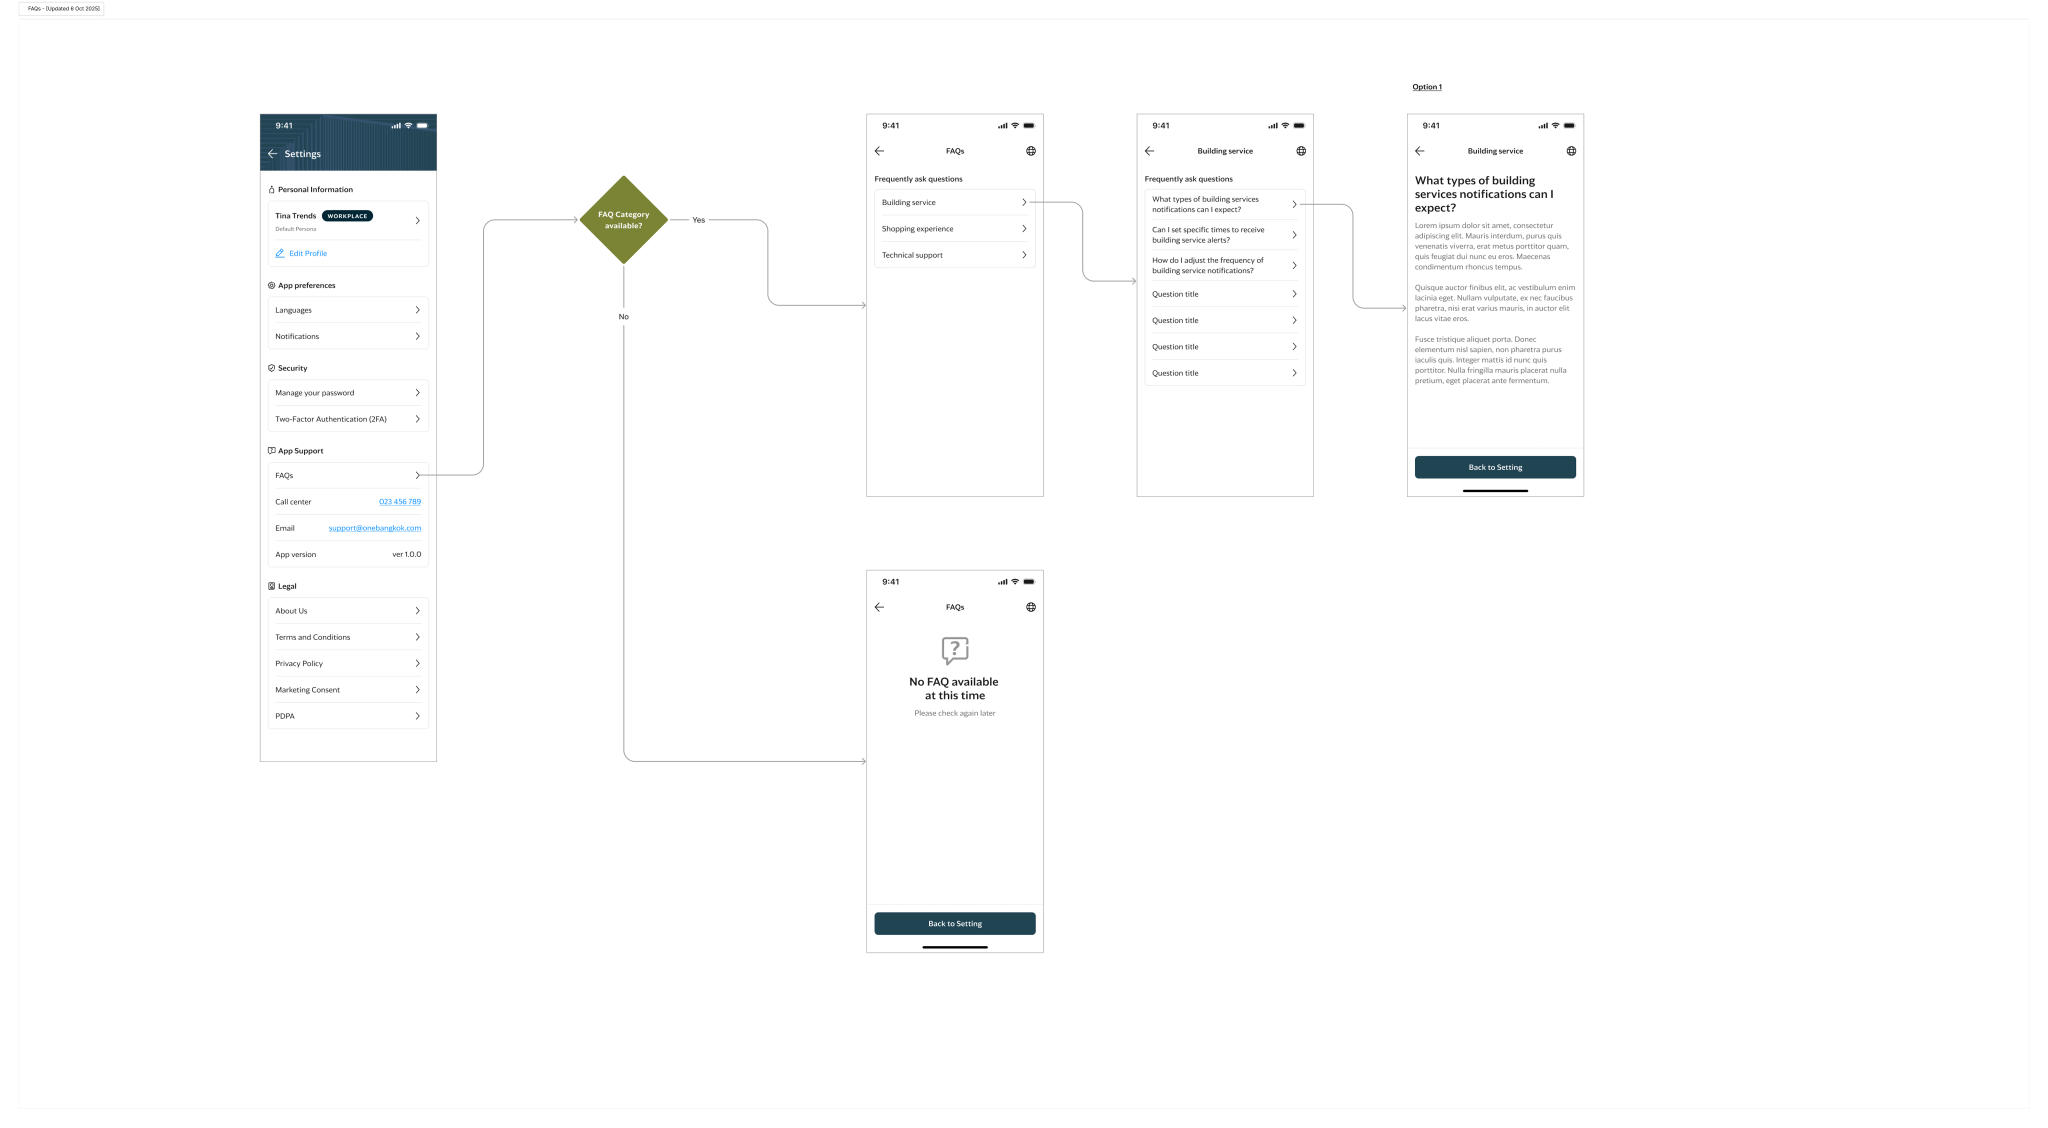 FAQs - [Updated 8 Oct 2025]
9:41
Settings
Personal Information
Tina Trends WORKPLACE
Default Persona
Edit Profile
App preferences
Languages
Notifications
Security
Manage your password
Two-Factor Authentication (2FA)
App Support
FAQs
Call center 023 456 789
Email support@onebangkok.com
App version ver 1.0.0
Legal
About Us
Terms and Conditions
Privacy Policy
Marketing Consent
PDPA
FAQ Category
available?
Yes
No
9:41
FAQs
Frequently ask questions
Building service
Shopping experience
Technical support
9:41
Building service
Frequently ask questions
What types of building services
notifications can I expect?
Can I set specific times to receive
building service alerts?
How do I adjust the frequency of
building service notifications?
Question title
Question title
Question title
Question title
Option 1
9:41
Building service
What types of building
services notifications can I
expect?
Lorem ipsum dolor sit amet, consectetur
adipiscing elit. Mauris interdum, purus quis
venenatis viverra, erat metus porttitor quam,
quis feugiat dui nunc eu eros. Maecenas
condimentum rhoncus tempus.
Quisque auctor finibus elit, ac vestibulum enim
lacinia eget. Nullam vulputate, ex nec faucibus
pharetra, nisi erat varius mauris, in auctor elit
lacus vitae eros.
Fusce tristique aliquet porta. Donec
elementum nisl sapien, non pharetra purus
iaculis quis. Integer mattis id nunc quis
porttitor. Nulla fringilla mauris placerat nulla
pretium, eget placerat ante fermentum.
Back to Setting
9:41
FAQs
No FAQ available
at this time
Please check again later
Back to Setting